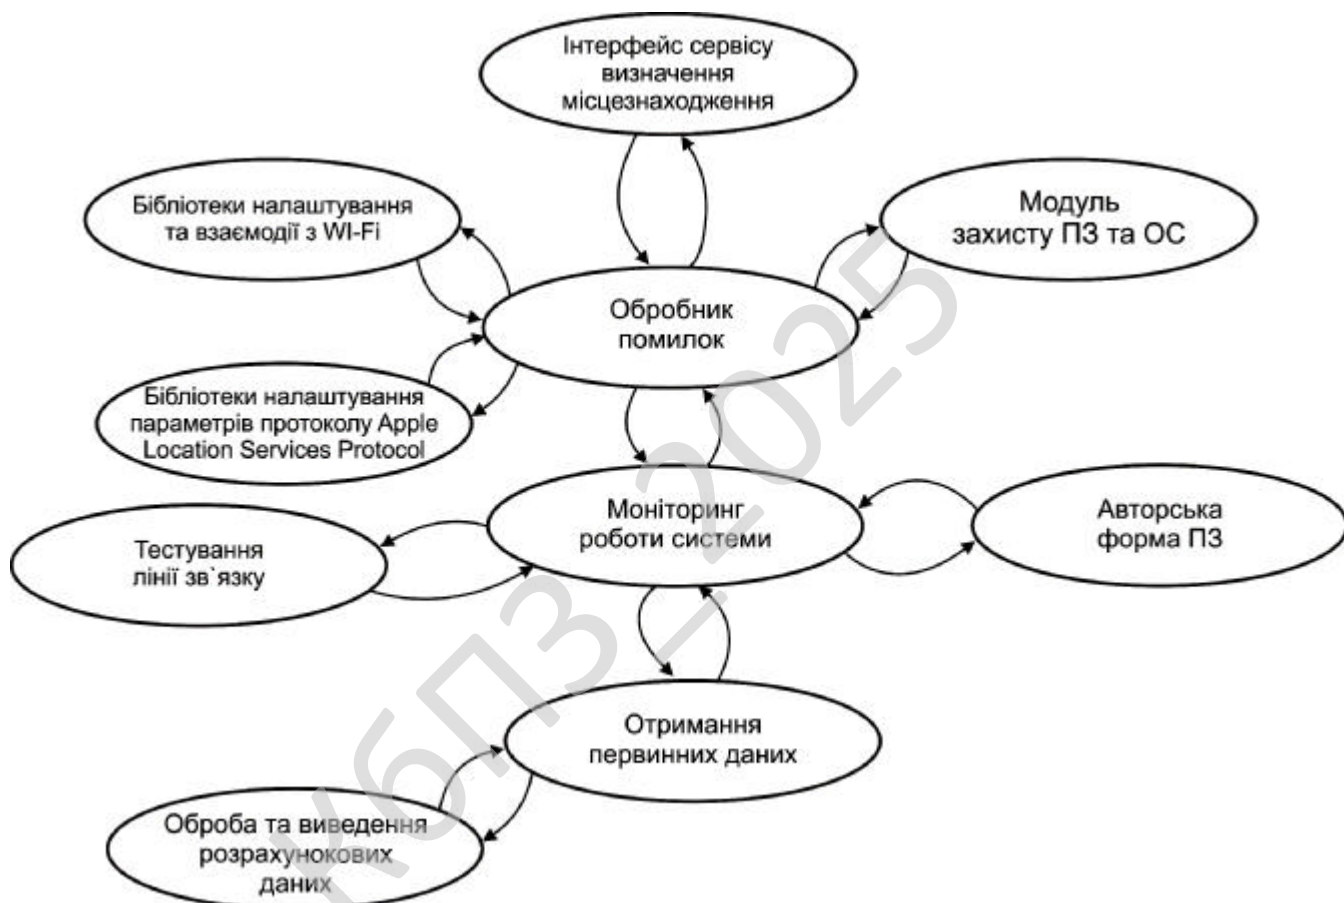 Інтерфейс сервісу
визначення
місцезнаходження
Бібліотеки налаштування
та взаємодії з WI-Fi
Модуль
захисту ПЗ та ОС
Обробник
помилок
Бібліотеки налаштування
параметрів протоколу Apple
Location Services Protocol
Моніторинг
роботи системи
Авторська
форма ПЗ
Тестування
лінії зв`язку
Отримання
первинних даних
Оброба та виведення
розрахунокових
даних
КбПЗ_2025